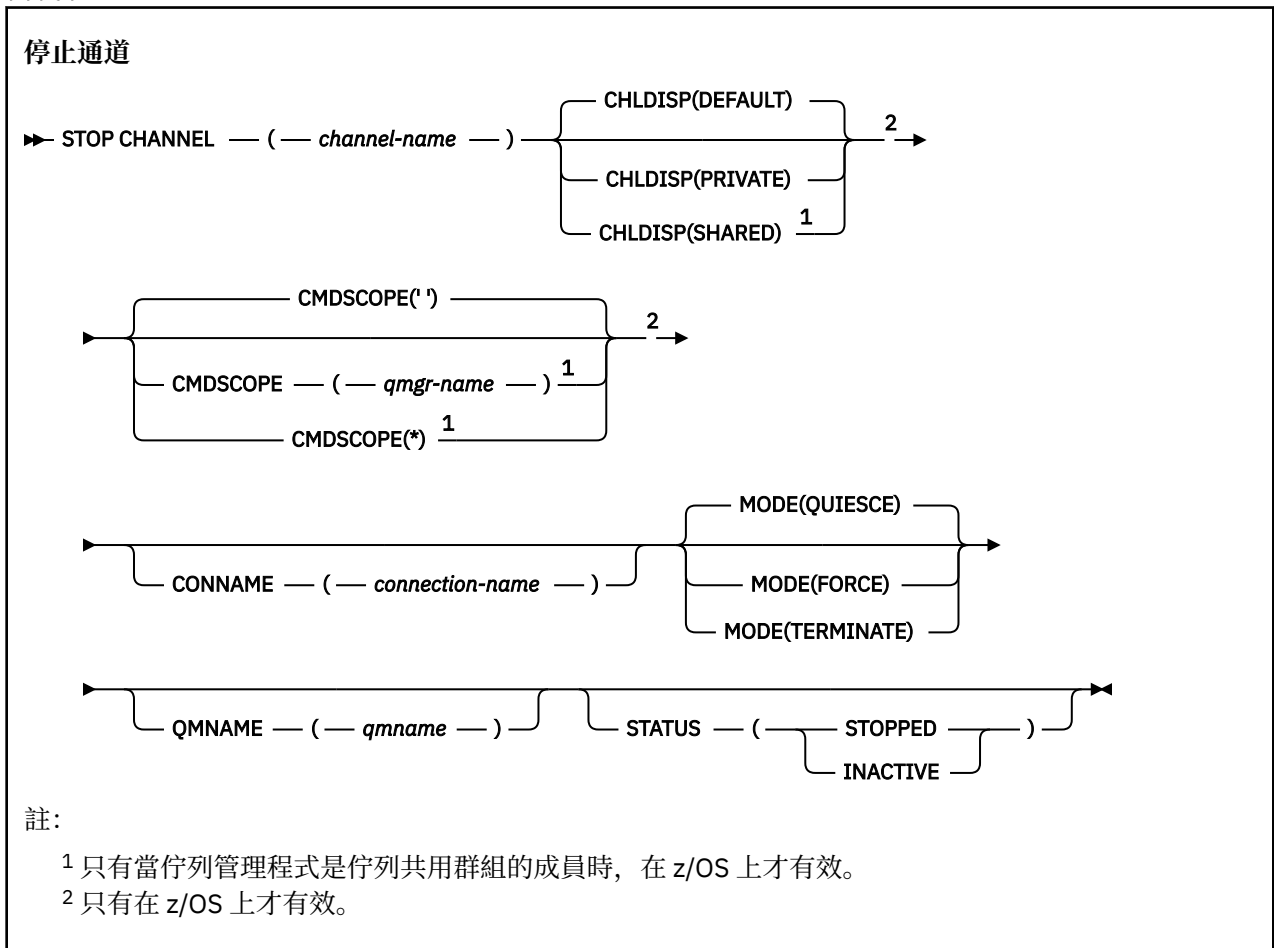 停止通道
CHLDISP(DEFAULT)
STOP CHANNEL ( channel-name ) 2
CHLDISP(PRIVATE)
CHLDISP(SHARED) 1
CMDSCOPE(' ')
2
CMDSCOPE ( qmgr-name ) 1
CMDSCOPE(*) 1
MODE(QUIESCE)
CONNAME ( connection-name ) MODE(FORCE)
MODE(TERMINATE)
QMNAME ( qmname ) STATUS ( STOPPED )
INACTIVE
註：
1 只有當佇列管理程式是佇列共用群組的成員時，在 z/OS 上才有效。
2 只有在 z/OS 上才有效。